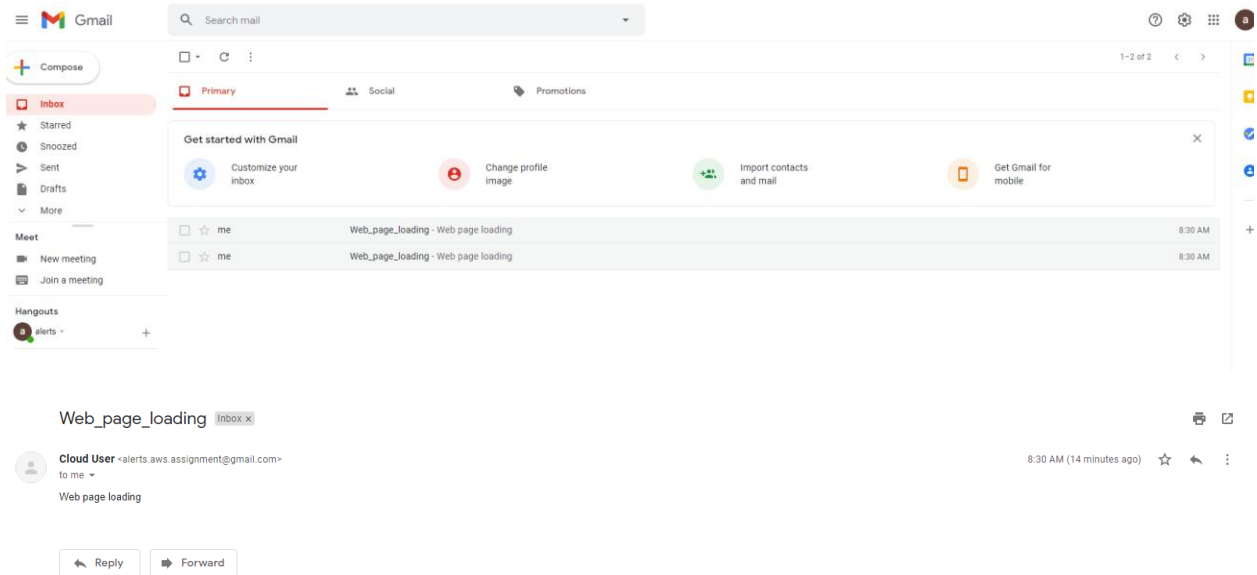 Gmail
Search mail
a
Compose
1–2 of 2
Primary Social Promotions
Inbox
Starred
Snoozed
Sent
Drafts
More
Get started with Gmail
Customize your
inbox
Change profile
image
Import contacts
and mail
Get Gmail for
mobile
me Web_page_loading - Web page loading 8:30 AM
me Web_page_loading - Web page loading 8:30 AM
Meet
New meeting
Join a meeting
Hangouts
a alerts
Web_page_loading Inbox x
Cloud User <alerts.aws.assignment@gmail.com> 8:30 AM (14 minutes ago)
to me
Web page loading
Reply Forward